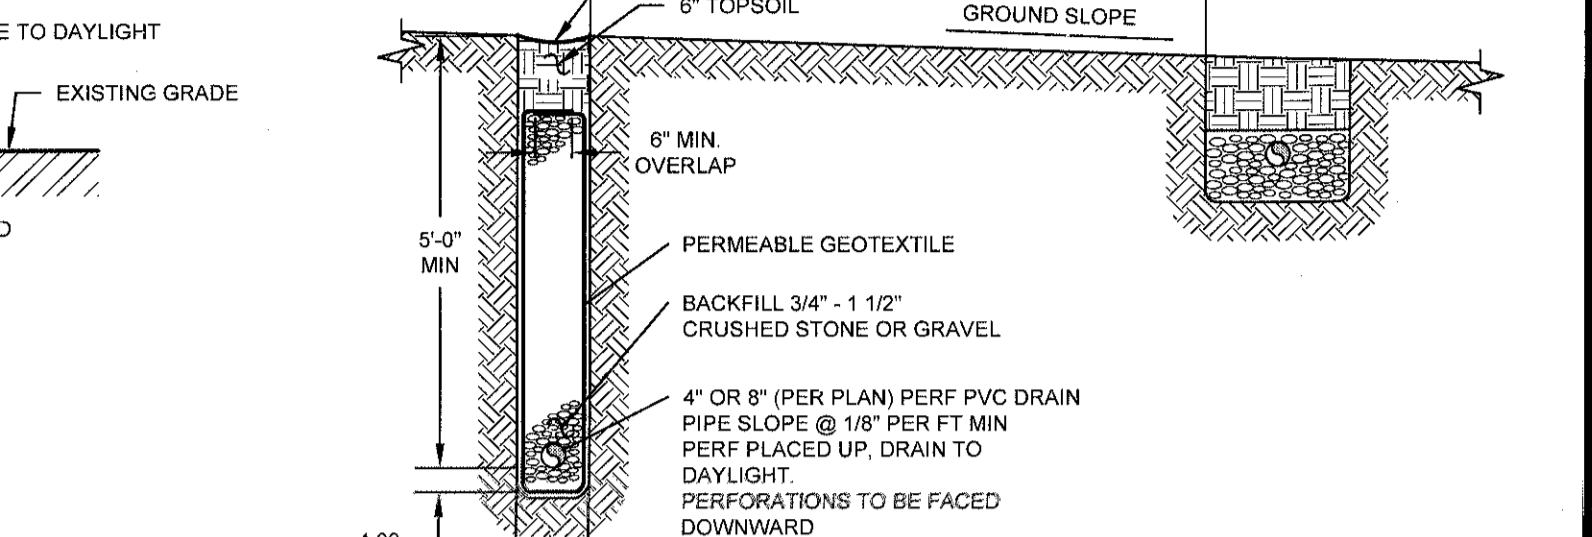 6" TOPSOIL
GROUND SLOPE
E TO DAYLIGHT
EXISTING GRADE
6" MIN.
OVERLAP
5'-0"
MIN
PERMEABLE GEOTEXTILE
BACKFILL 3/4" - 1 1/2"
CRUSHED STONE OR GRAVEL
4" OR 8" (PER PLAN) PERF PVC DRAIN
PIPE SLOPE @ 1/8" PER FT MIN
PERF PLACED UP, DRAIN TO
DAYLIGHT.
PERFORATIONS TO BE FACED
DOWNWARD
D